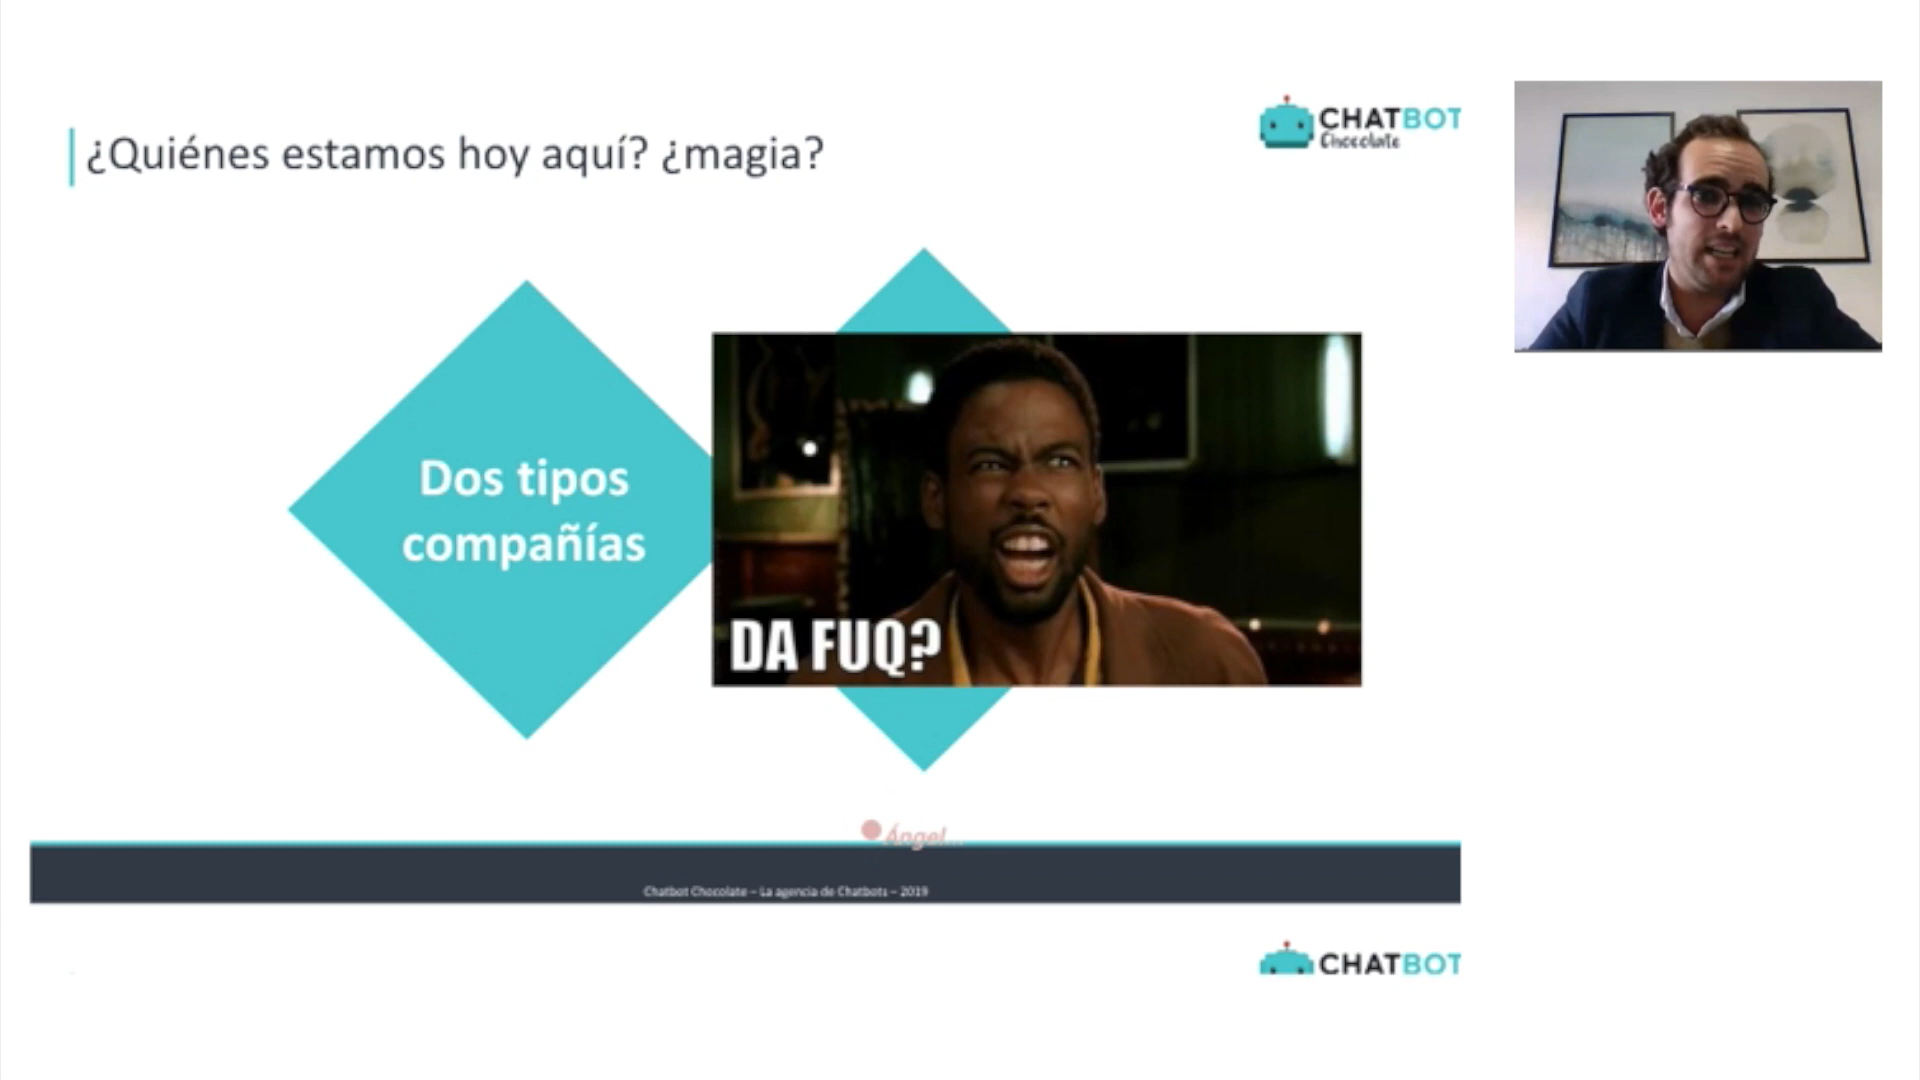 ¿Quiénes estamos hoy aquí? ¿magia?
CHATBOT
Chocolate
Dos tipos
compañías
DA FUQ?
Ángel...
Chatbot Chocolate – La agencia de Chatbots – 2019
CHATBOT